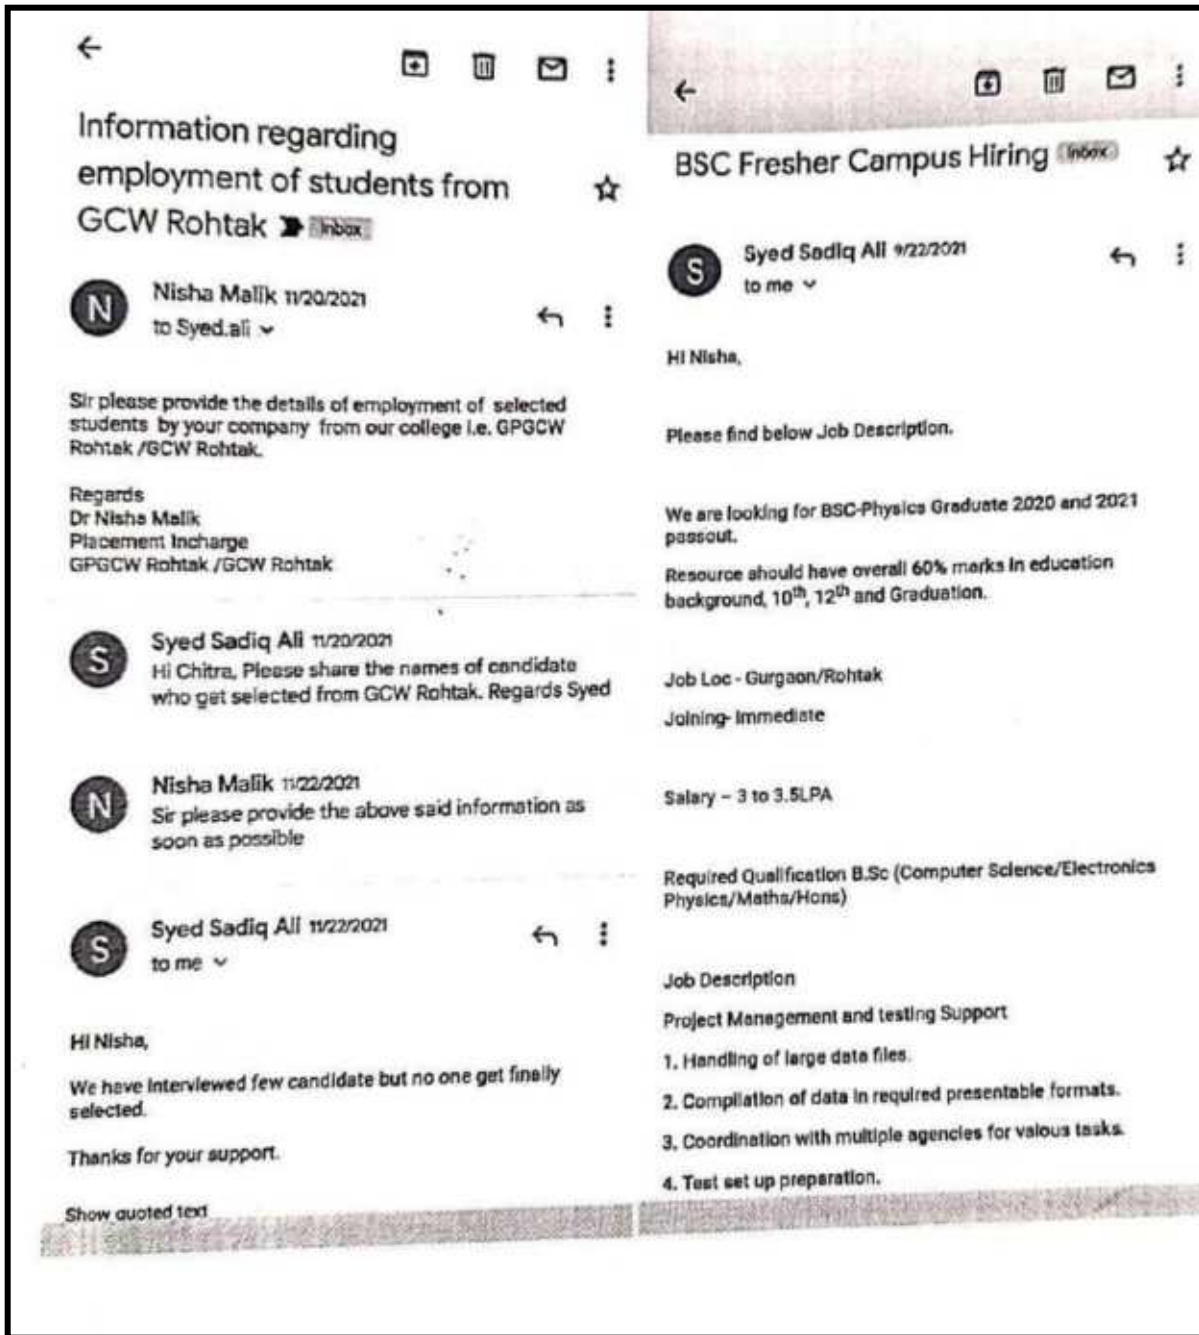 Information regarding
employment of students from
GCW Rohtak Inbox
Nisha Malik 11/20/2021
to Syed.ali
Sir please provide the details of employment of selected
students by your company from our college i.e. GPGCW
Rohtak /GCW Rohtak.
Regards
Dr Nisha Malik
Placement Incharge
GPGCW Rohtak /GCW Rohtak
Syed Sadiq Ali 11/20/2021
Hi Chitra, Please share the names of candidate
who get selected from GCW Rohtak. Regards Syed
Nisha Malik 11/22/2021
Sir please provide the above said information as
soon as possible
Syed Sadiq Ali 11/22/2021
to me
Hi Nisha,
We have interviewed few candidate but no one get finally
selected.
Thanks for your support.
Show quoted text
BSC Fresher Campus Hiring Inbox
Syed Sadiq Ali 9/22/2021
to me
Hi Nisha,
Please find below Job Description.
We are looking for BSC-Physics Graduate 2020 and 2021
passout.
Resource should have overall 60% marks in education
background, 10th, 12th and Graduation.
Job Loc - Gurgaon/Rohtak
Joining- Immediate
Salary – 3 to 3.5LPA
Required Qualification B.Sc (Computer Science/Electronics
Physics/Maths/Hons)
Job Description
Project Management and testing Support
1. Handling of large data files.
2. Compilation of data in required presentable formats.
3. Coordination with multiple agencies for valous tasks.
4. Test set up preparation.
N
S
N
S
S